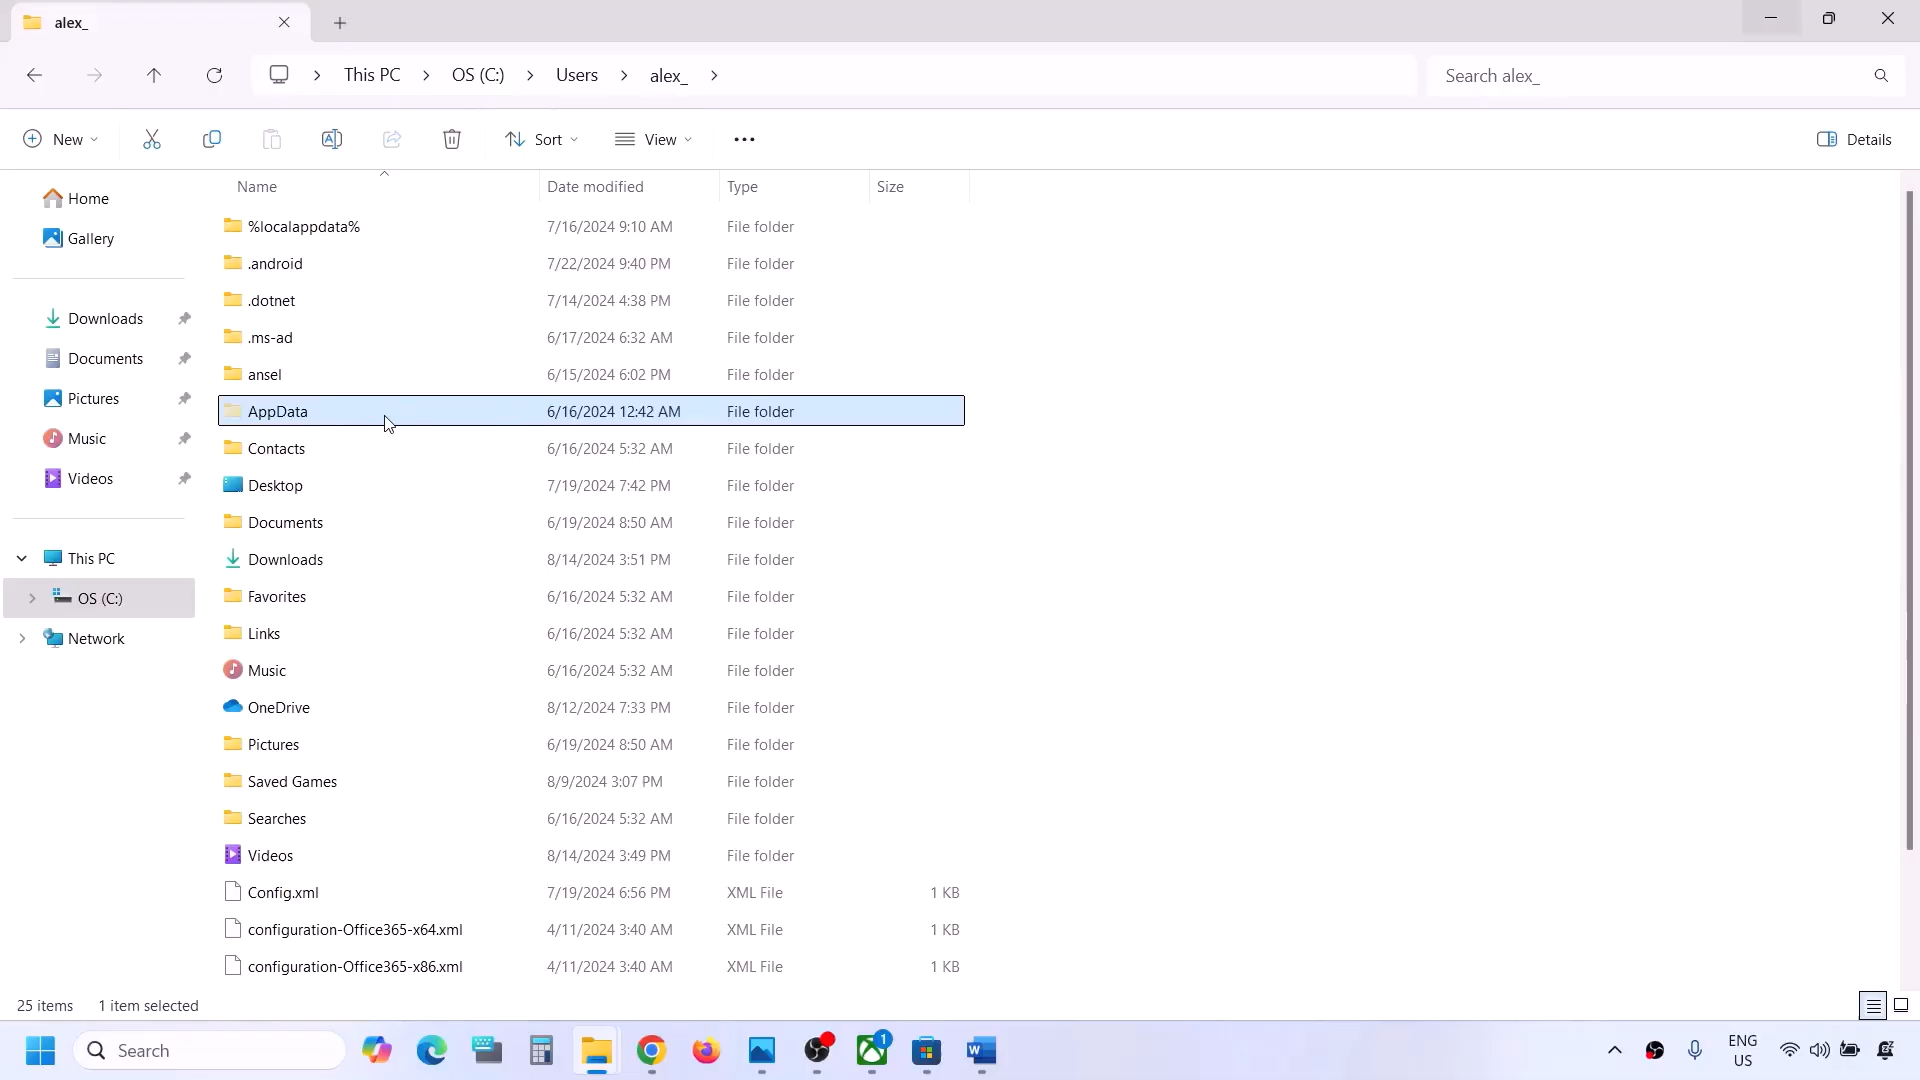 alex_
This PC
OS (C:)
Users
alex_
Search alex_
New
Sort
View
Details
Name
Date modified
Type
Size
Home
Gallery
Downloads
Documents
Pictures
Music
Videos
This PC
OS (C:)
Network
%localappdata% 7/16/2024 9:10 AM File folder
.android 7/22/2024 9:40 PM File folder
.dotnet 7/14/2024 4:38 PM File folder
.ms-ad 6/17/2024 6:32 AM File folder
ansel 6/15/2024 6:02 PM File folder
AppData 6/16/2024 12:42 AM File folder
Contacts 6/16/2024 5:32 AM File folder
Desktop 7/19/2024 7:42 PM File folder
Documents 6/19/2024 8:50 AM File folder
Downloads 8/14/2024 3:51 PM File folder
Favorites 6/16/2024 5:32 AM File folder
Links 6/16/2024 5:32 AM File folder
Music 6/16/2024 5:32 AM File folder
OneDrive 8/12/2024 7:33 PM File folder
Pictures 6/19/2024 8:50 AM File folder
Saved Games 8/9/2024 3:07 PM File folder
Searches 6/16/2024 5:32 AM File folder
Videos 8/14/2024 3:49 PM File folder
Config.xml 7/19/2024 6:56 PM XML File 1 KB
configuration-Office365-x64.xml 4/11/2024 3:40 AM XML File 1 KB
configuration-Office365-x86.xml 4/11/2024 3:40 AM XML File 1 KB
25 items 1 item selected
Search
1
ENG
US